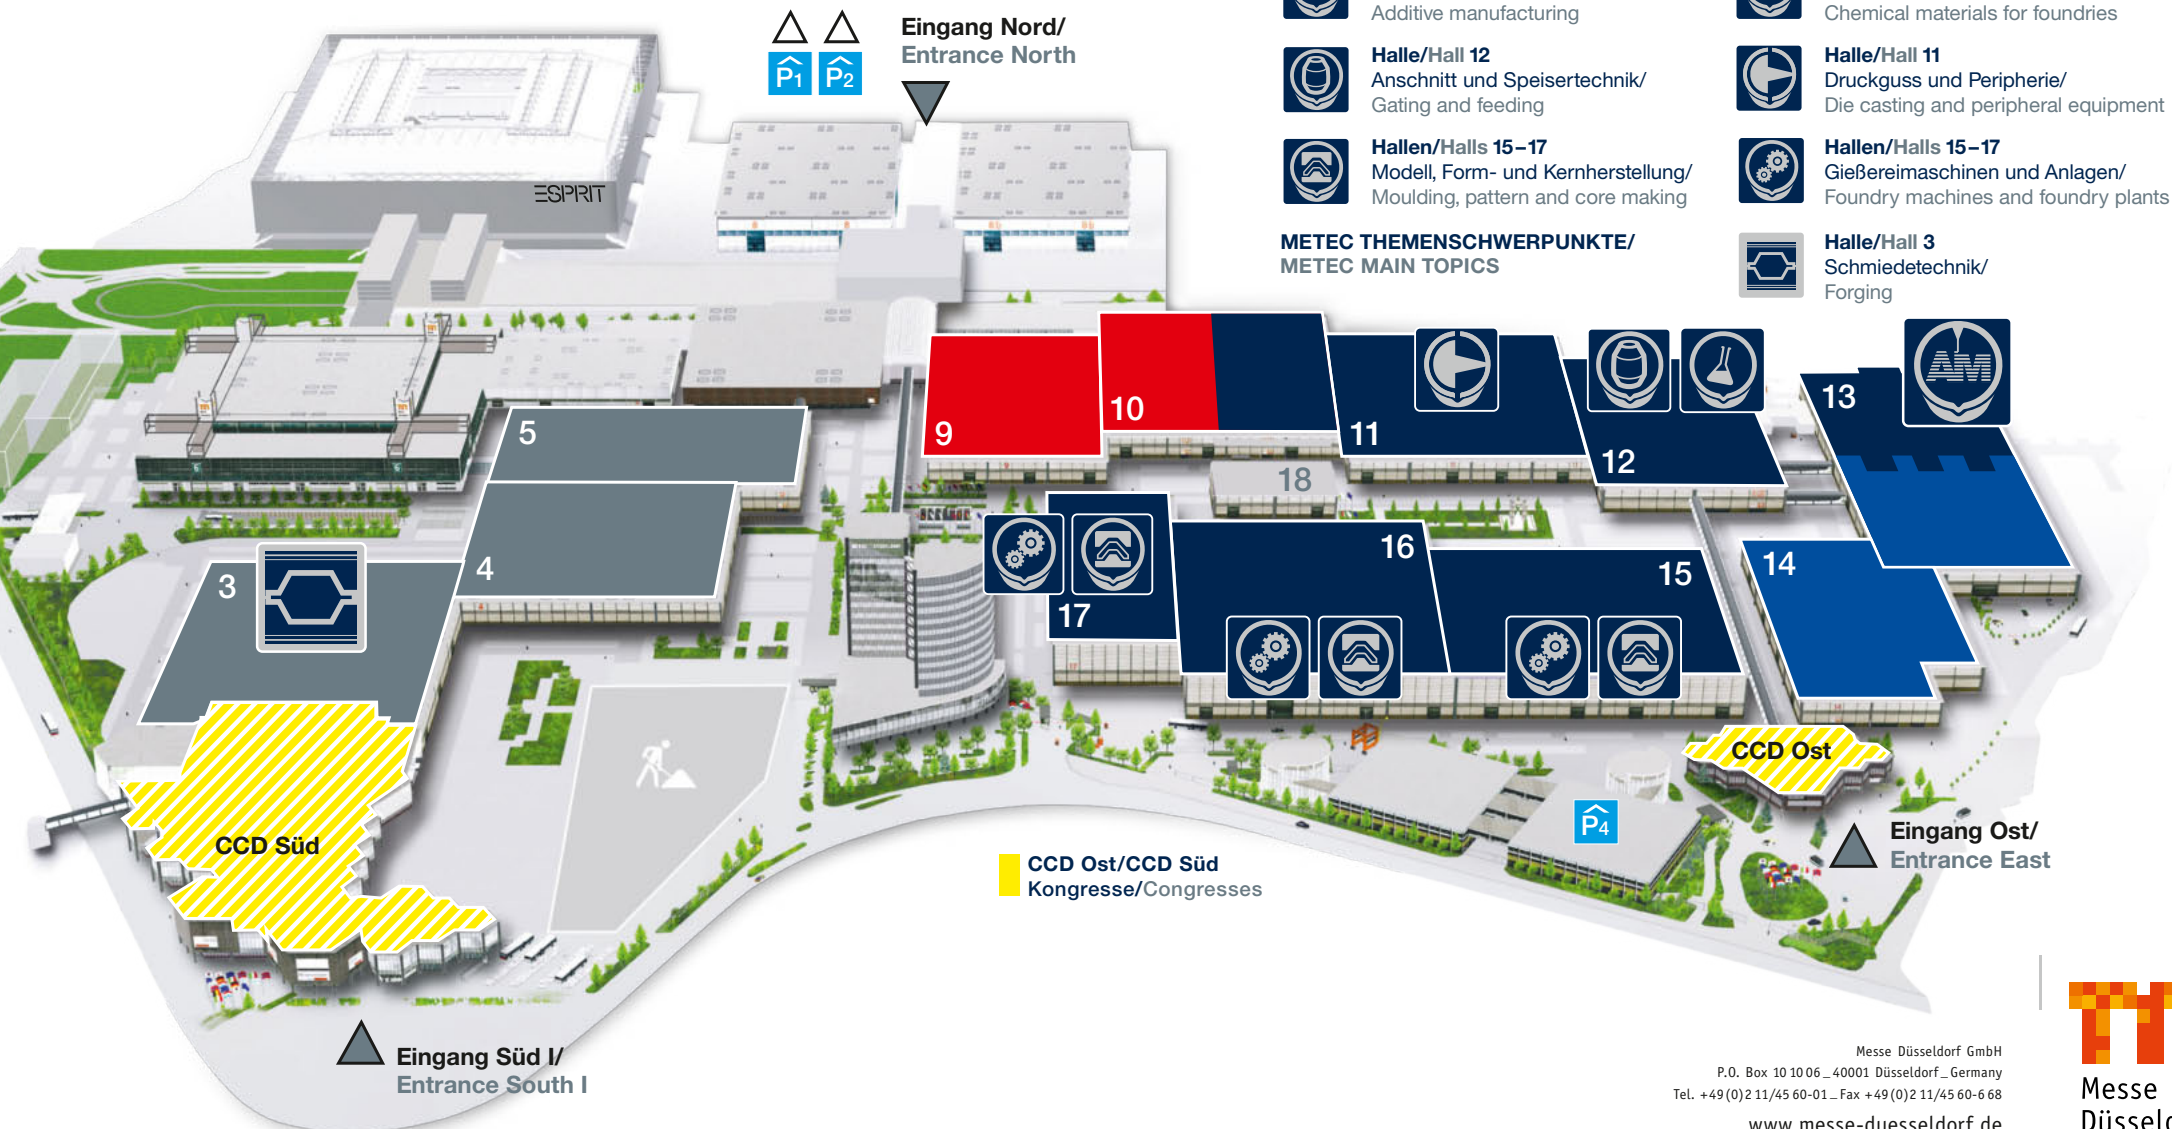 Additive manufacturing
Chemical materials for foundries
Eingang Nord/
Entrance North
P1
P2
Halle/Hall 12
Anschnitt und Speisertechnik/
Gating and feeding
Halle/Hall 11
Druckguss und Peripherie/
Die casting and peripheral equipment
Hallen/Halls 15–17
Modell, Form- und Kernherstellung/
Moulding, pattern and core making
Hallen/Halls 15–17
Gießereimaschinen und Anlagen/
Foundry machines and foundry plants
METEC THEMENSCHWERPUNKTE/
METEC MAIN TOPICS
Halle/Hall 3
Schmiedetechnik/
Forging
ESPRIT
AM
13
10
9
11
12
5
18
4
3
16
15
14
17
CCD Ost
CCD Süd
P4
Eingang Ost/
Entrance East
CCD Ost/CCD Süd
Kongresse/Congresses
Eingang Süd I/
Entrance South I
Messe Düsseldorf GmbH
P.O. Box 10 10 06 _ 40001 Düsseldorf _ Germany
Tel. +49 (0)2 11/45 60-01 _ Fax +49 (0)2 11/45 60-6 68
www.messe-duesseldorf.de
Messe
Düsseld